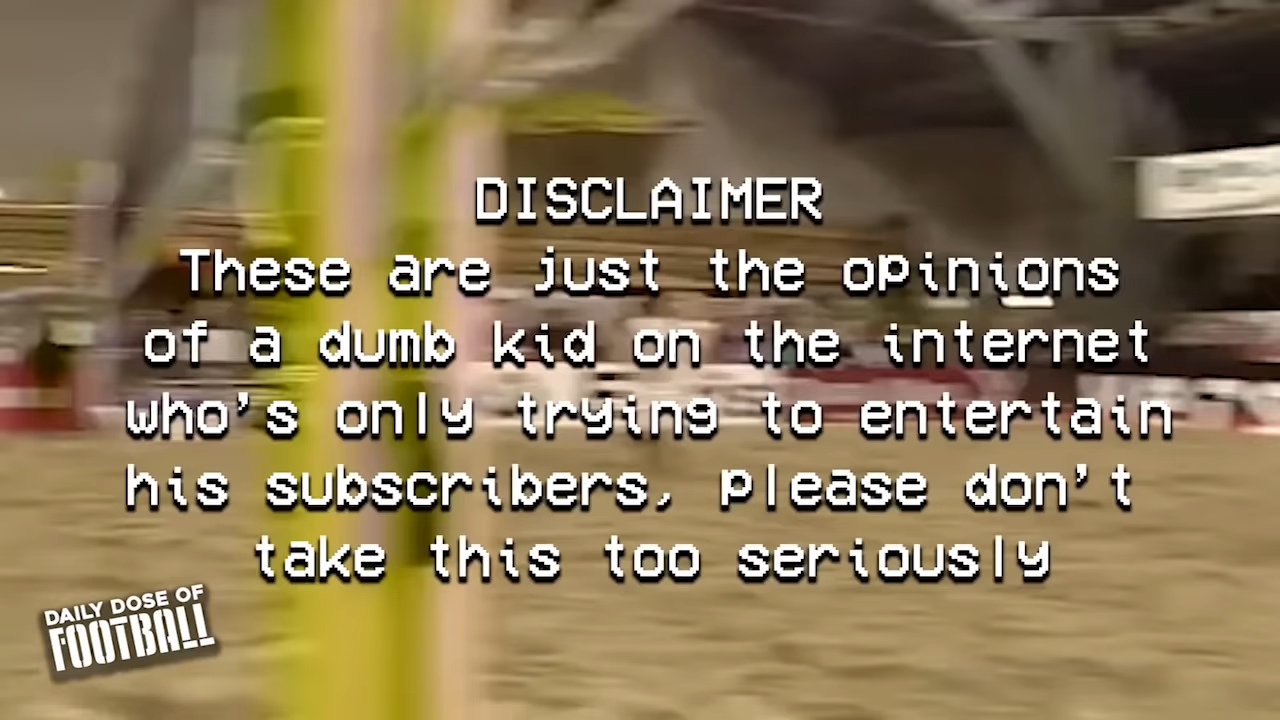 DISCLAIMER
These are just the opinions
of a dumb kid on the internet
who's only trying to entertain
his subscribers, please don't
take this too seriously
DAILY DOSE OF
FOOTBALL